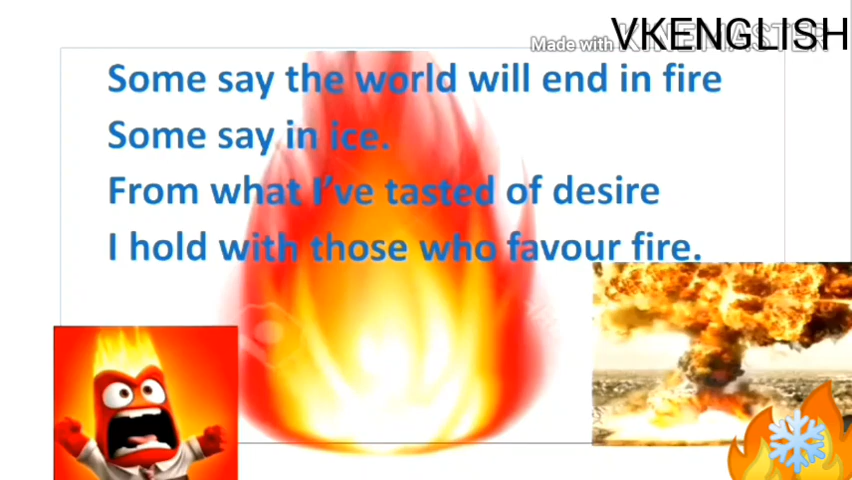 VKENGLISH
Made with KINEMASTER
Some say the world will end in fire
Some say in ice.
From what I've tasted of desire
I hold with those who favour fire.